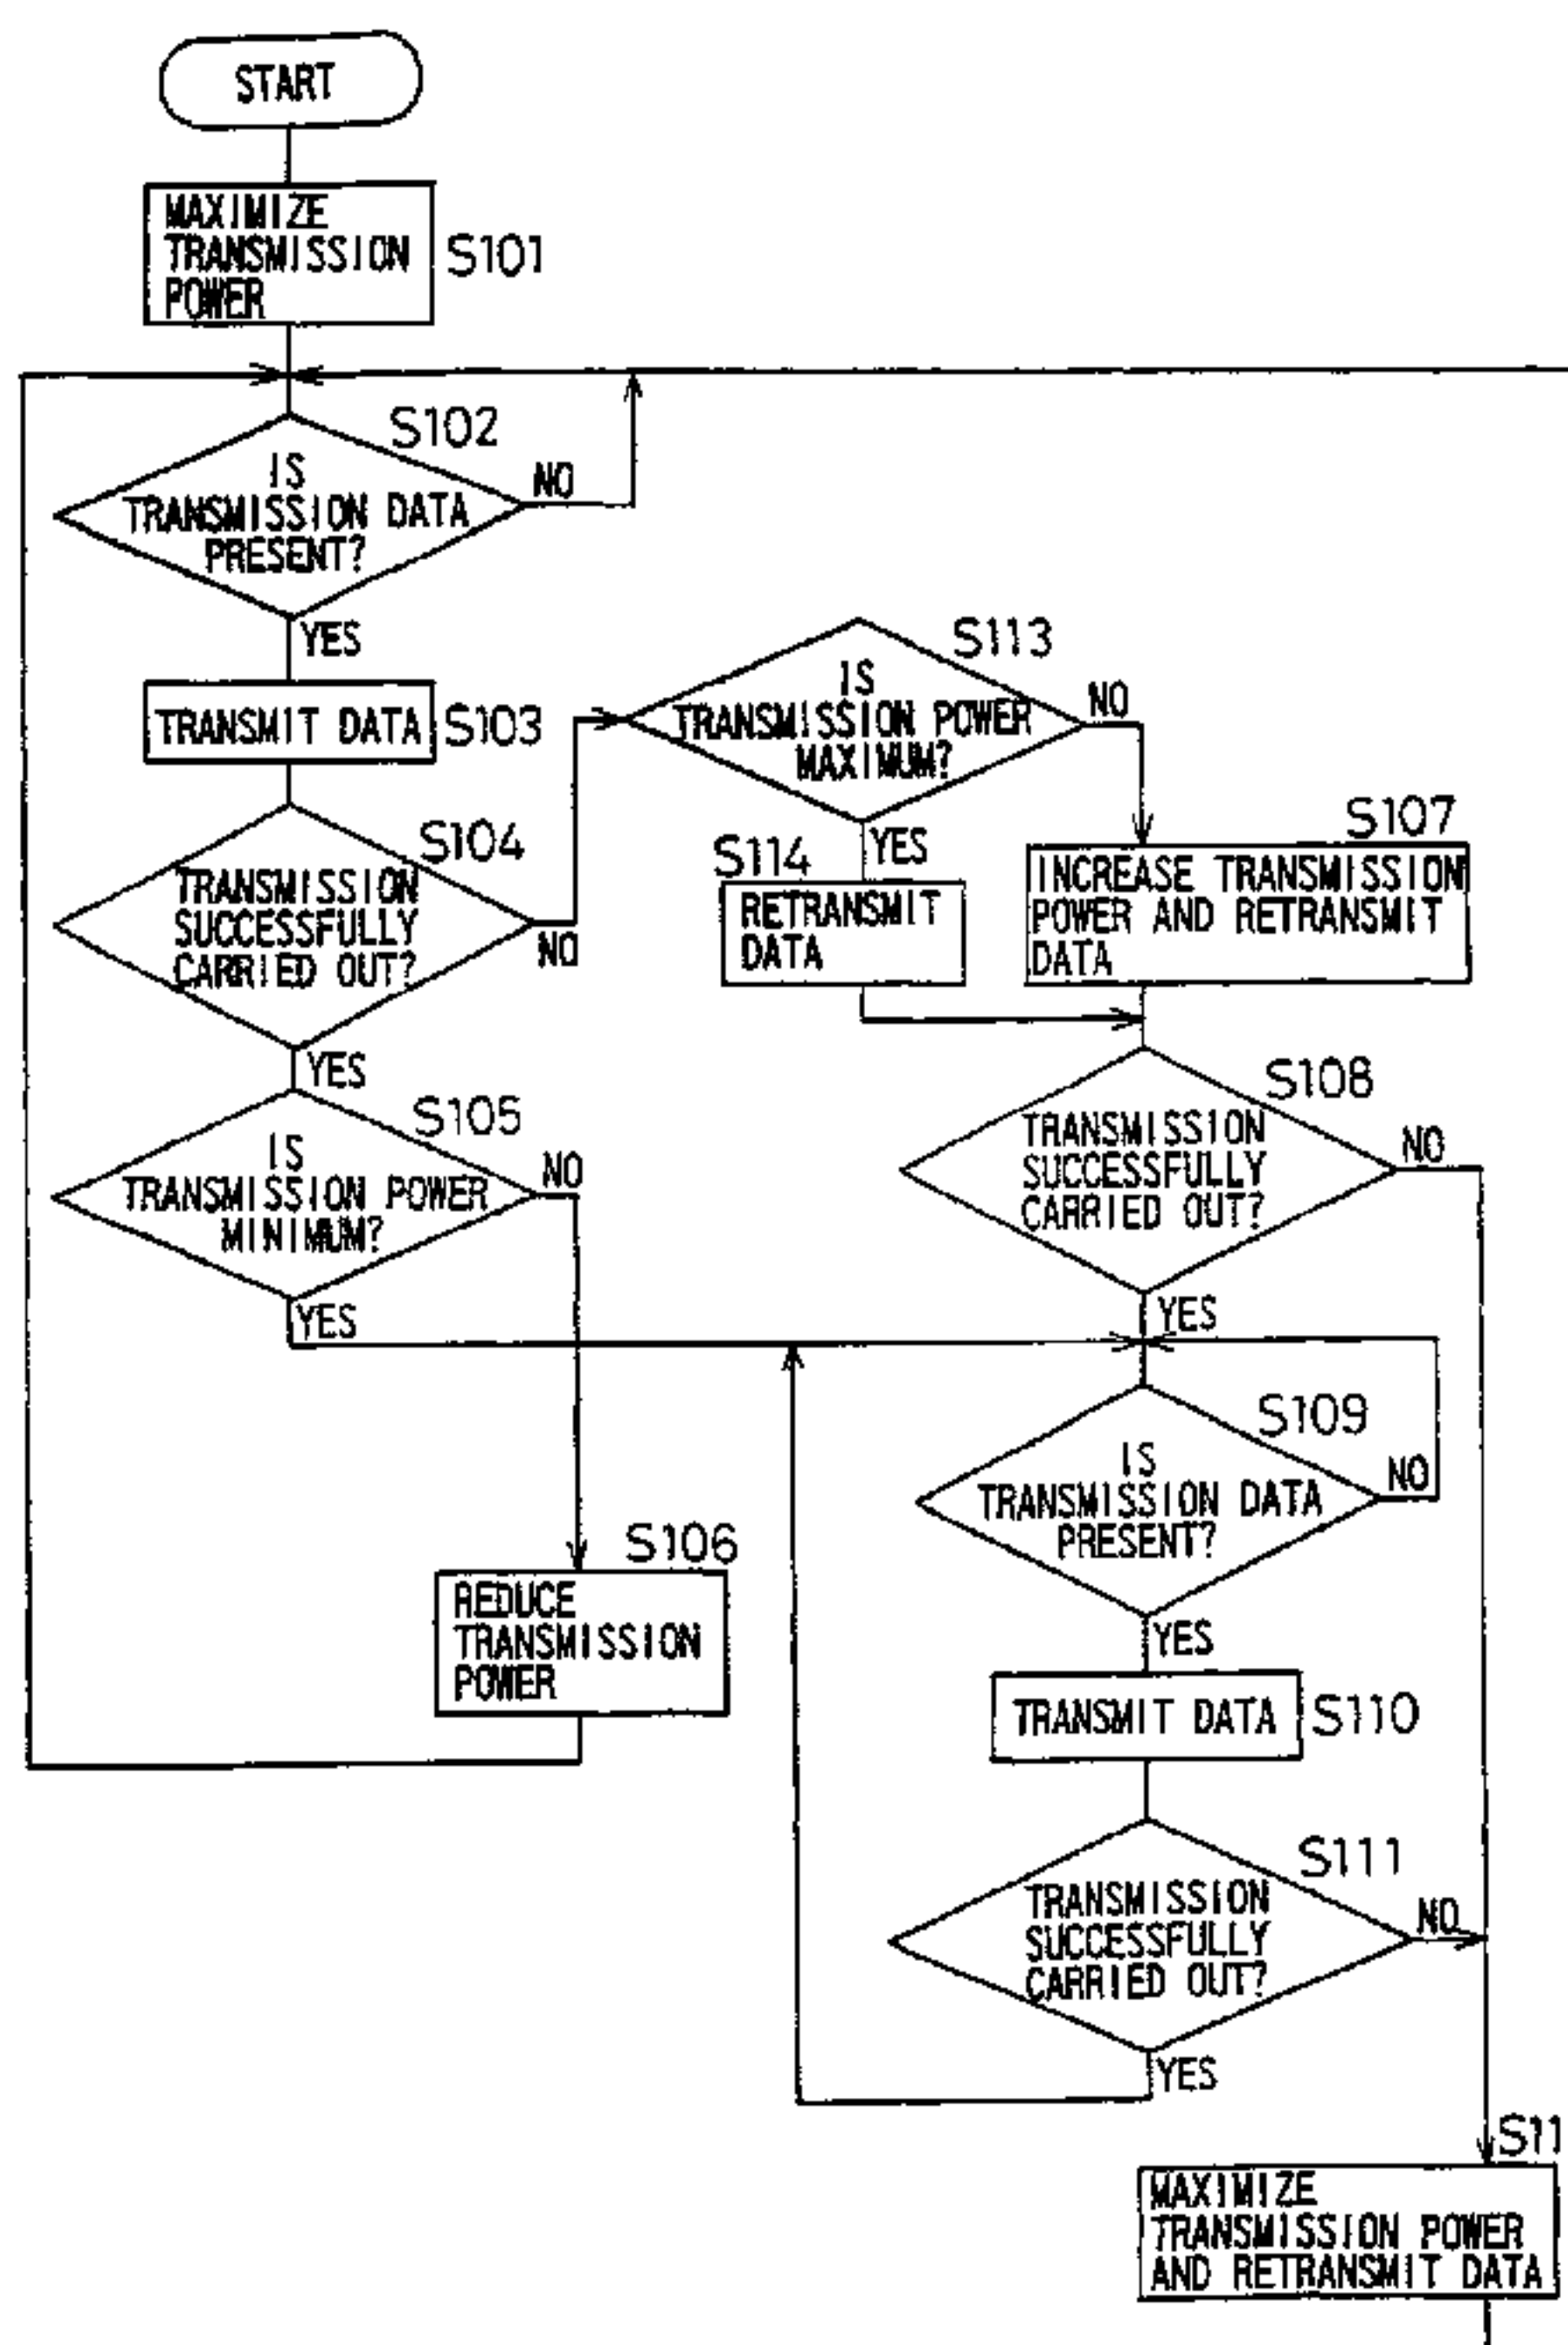 START
MAXIMIZE
TRANSMISSION
POWER
S101
S102
IS
TRANSMISSION DATA
PRESENT?
NO
YES
TRANSMIT DATA
S103
S104
TRANSMISSION
SUCCESSFULLY
CARRIED OUT?
NO
YES
S113
IS
TRANSMISSION POWER
MAXIMUM?
NO
YES
S114
RETRANSMIT
DATA
S107
INCREASE TRANSMISSION
POWER AND RETRANSMIT
DATA
S105
IS
TRANSMISSION POWER
MINIMUM?
NO
YES
S108
TRANSMISSION
SUCCESSFULLY
CARRIED OUT?
NO
YES
S106
REDUCE
TRANSMISSION
POWER
S109
IS
TRANSMISSION DATA
PRESENT?
NO
YES
TRANSMIT DATA
S110
S111
TRANSMISSION
SUCCESSFULLY
CARRIED OUT?
NO
YES
S11
MAXIMIZE
TRANSMISSION POWER
AND RETRANSMIT DATA